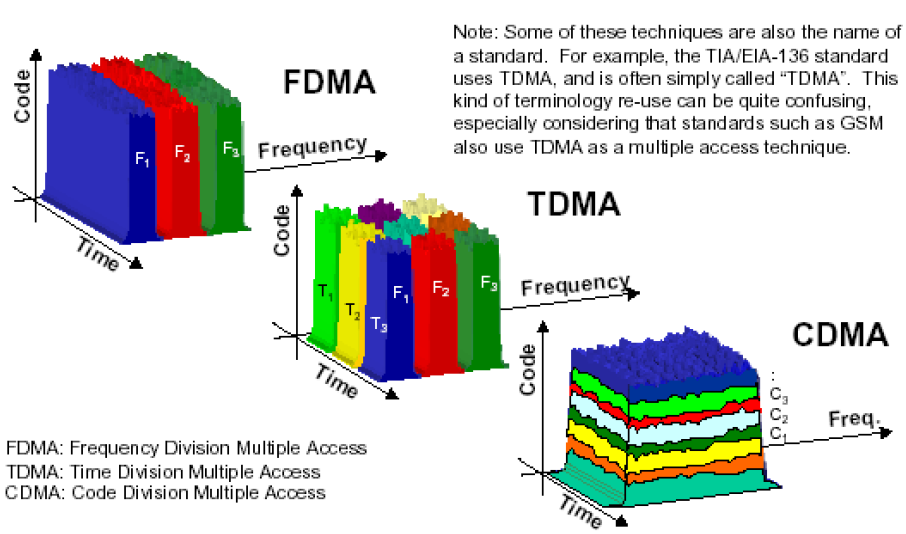 Note: Some of these techniques are also the name of
a standard. For example, the TIA/EIA-136 standard
uses TDMA, and is often simply called “TDMA”. This
kind of terminology re-use can be quite confusing,
especially considering that standards such as GSM
also use TDMA as a multiple access technique.
FDMA
Code
F1
F2
F3
Frequency
Time
TDMA
Code
T1
T2
T3
F1
F2
F3
Frequency
Time
CDMA
Code
:
C3
C2
C1
Freq.
Time
FDMA: Frequency Division Multiple Access
TDMA: Time Division Multiple Access
CDMA: Code Division Multiple Access